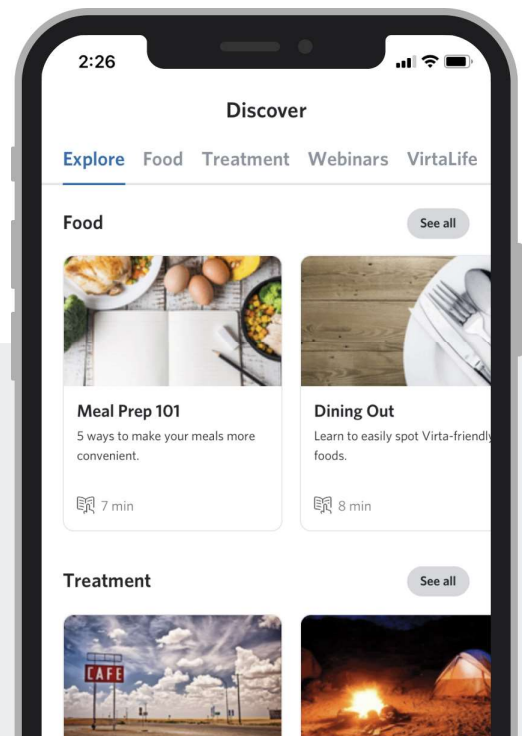 2:26
Discover
Explore Food Treatment Webinars VirtaLife
Food
See all
Meal Prep 101
5 ways to make your meals more
convenient.
7 min
Dining Out
Learn to easily spot Virta-friendly
foods.
8 min
Treatment
See all
CAFE